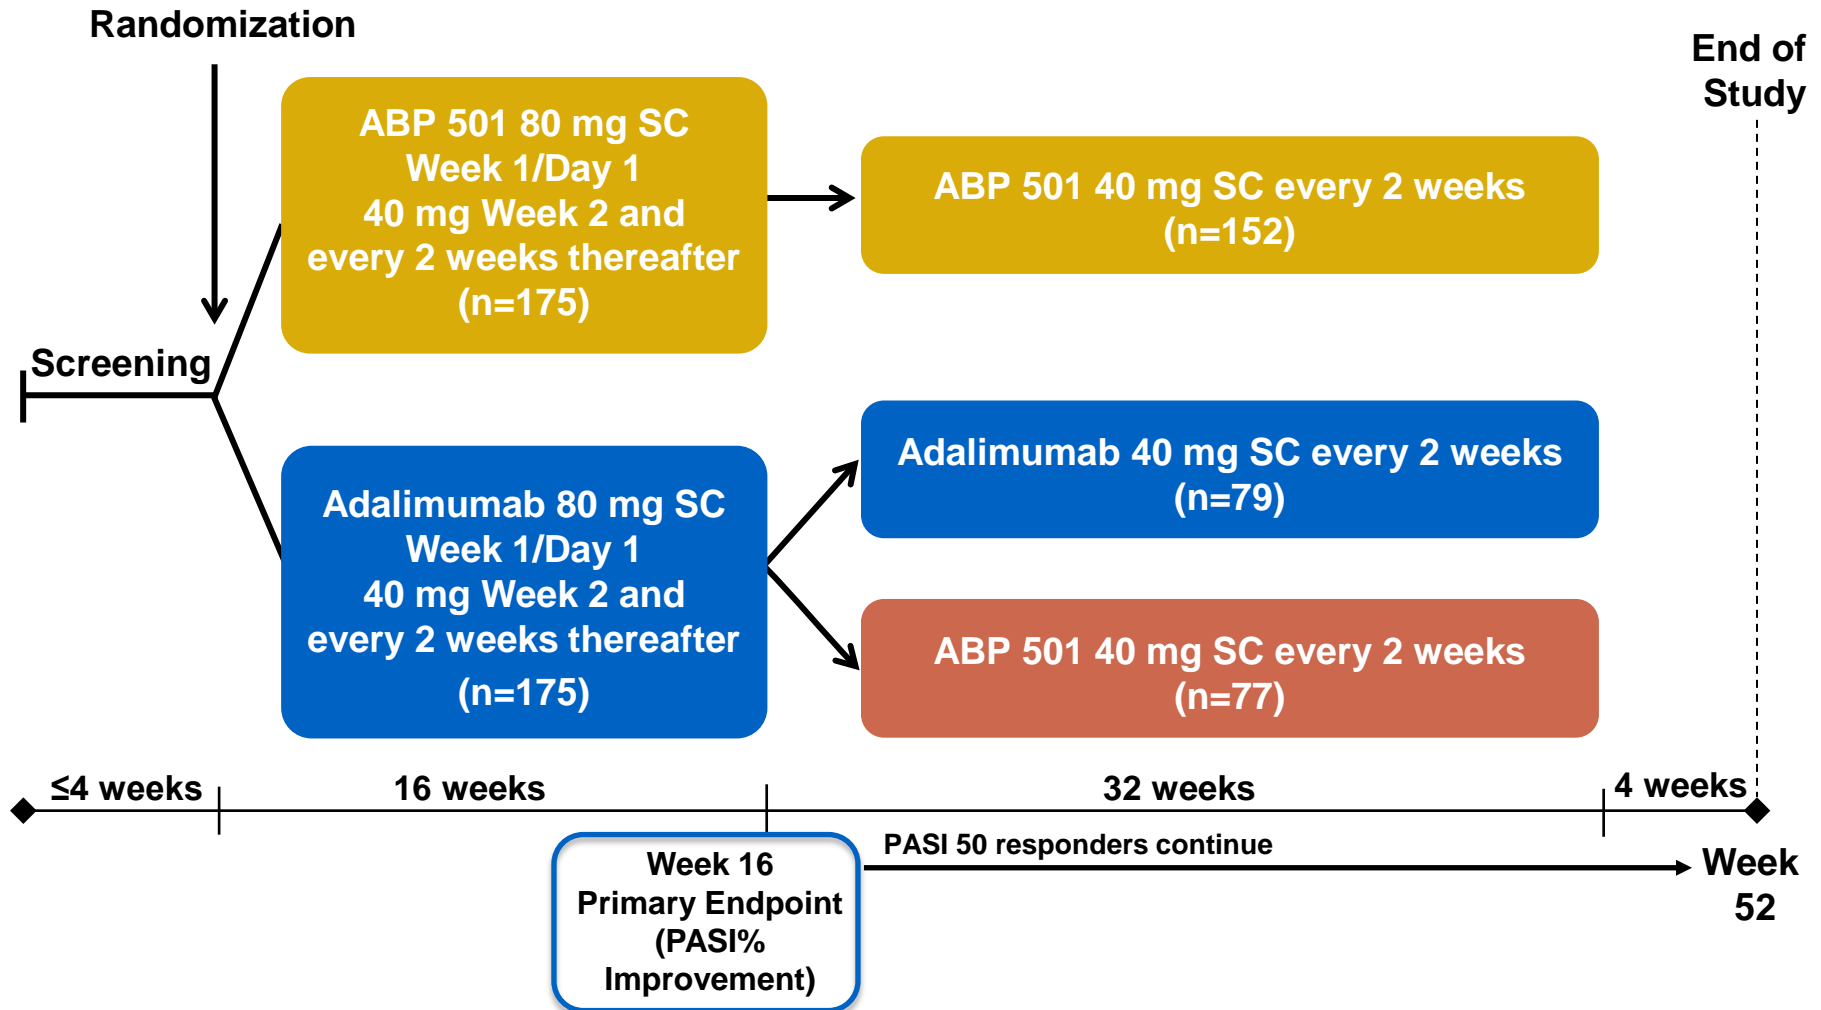 Randomization
End of
Study
ABP 501 80 mg SC
Week 1/Day 1
40 mg Week 2 and
every 2 weeks thereafter
(n=175)
ABP 501 40 mg SC every 2 weeks
(n=152)
Screening
Adalimumab 80 mg SC
Week 1/Day 1
40 mg Week 2 and
every 2 weeks thereafter
(n=175)
Adalimumab 40 mg SC every 2 weeks
(n=79)
ABP 501 40 mg SC every 2 weeks
(n=77)
≤4 weeks
16 weeks
32 weeks
4 weeks
Week 16
Primary Endpoint
(PASI%
Improvement)
PASI 50 responders continue
Week
52